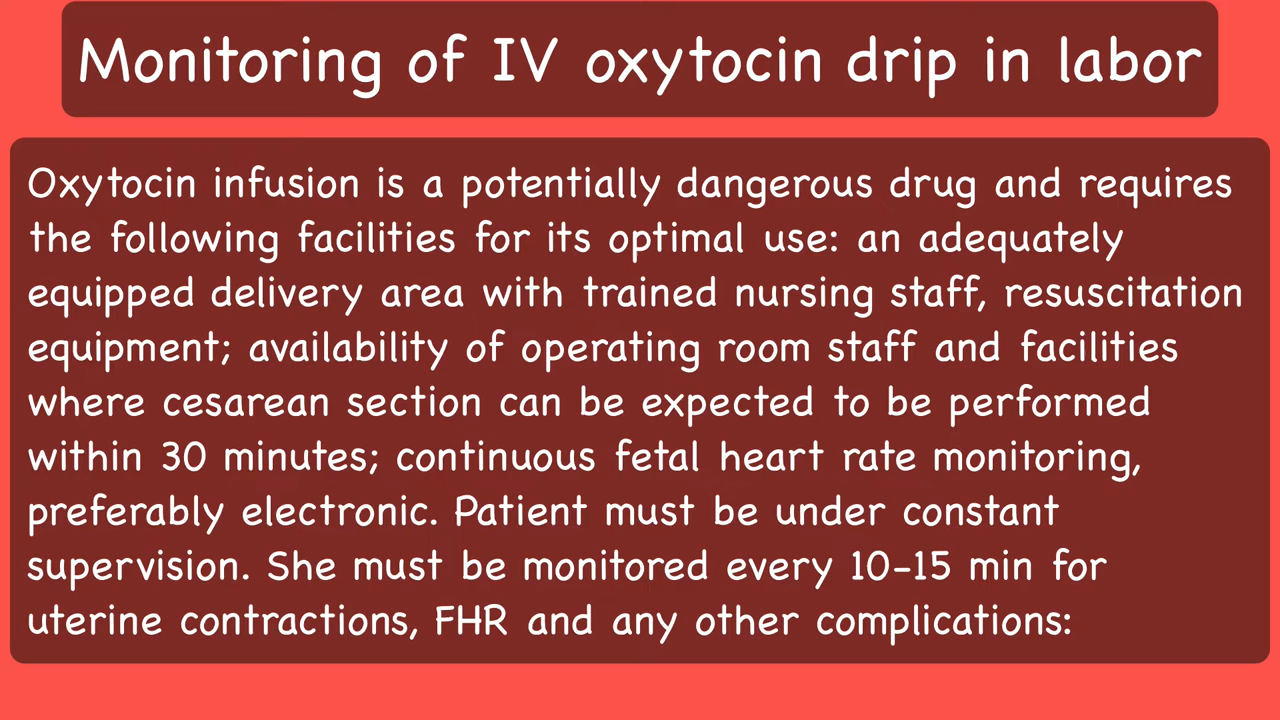 Monitoring of IV oxytocin drip in labor
Oxytocin infusion is a potentially dangerous drug and requires
the following facilities for its optimal use: an adequately
equipped delivery area with trained nursing staff, resuscitation
equipment; availability of operating room staff and facilities
where cesarean section can be expected to be performed
within 30 minutes; continuous fetal heart rate monitoring,
preferably electronic. Patient must be under constant
supervision. She must be monitored every 10-15 min for
uterine contractions, FHR and any other complications: